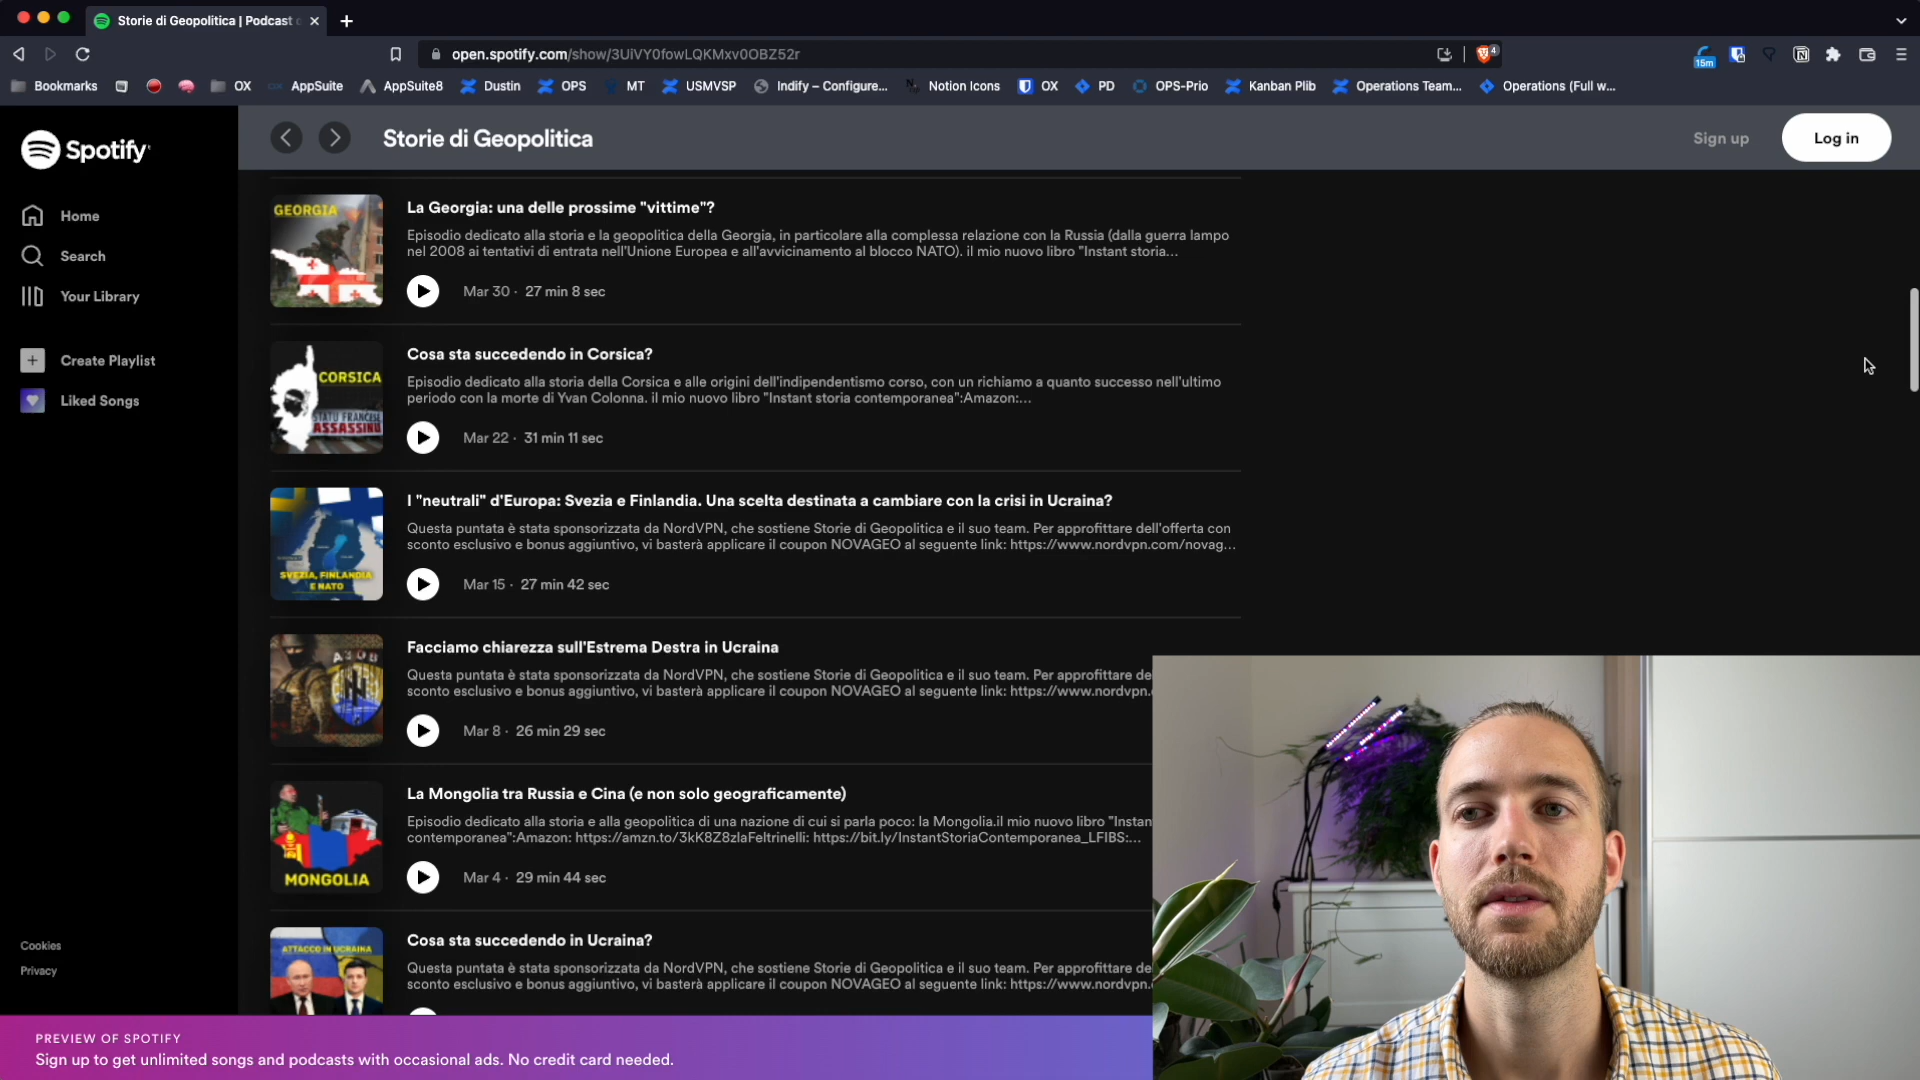 Storie di Geopolitica | Podcast
open.spotify.com/show/3UiVY0fowLQKMxv0OBZ52r
4
15m
Bookmarks
OX
AppSuite
AppSuite8
Dustin
OPS
MT
USMVSP
Indify – Configure...
Notion Icons
OX
PD
OPS-Prio
Kanban Plib
Operations Team...
Operations (Full w...
Spotify
Home
Search
Your Library
Create Playlist
Liked Songs
Cookies
Privacy
Storie di Geopolitica
Sign up
Log in
GEORGIA
La Georgia: una delle prossime "vittime"?
Episodio dedicato alla storia e la geopolitica della Georgia, in particolare alla complessa relazione con la Russia (dalla guerra lampo
nel 2008 ai tentativi di entrata nell'Unione Europea e all'avvicinamento al blocco NATO). il mio nuovo libro "Instant storia...
Mar 30 · 27 min 8 sec
CORSICA
STATU FRANCESE
ASSASSINU
Cosa sta succedendo in Corsica?
Episodio dedicato alla storia della Corsica e alle origini dell'indipendentismo corso, con un richiamo a quanto successo nell'ultimo
periodo con la morte di Yvan Colonna. il mio nuovo libro "Instant storia contemporanea":Amazon:...
Mar 22 · 31 min 11 sec
SVEZIA, FINLANDIA
E NATO
I "neutrali" d'Europa: Svezia e Finlandia. Una scelta destinata a cambiare con la crisi in Ucraina?
Questa puntata è stata sponsorizzata da NordVPN, che sostiene Storie di Geopolitica e il suo team. Per approfittare dell'offerta con
sconto esclusivo e bonus aggiuntivo, vi basterà applicare il coupon NOVAGEO al seguente link: https://www.nordvpn.com/novag...
Mar 15 · 27 min 42 sec
Facciamo chiarezza sull'Estrema Destra in Ucraina
Questa puntata è stata sponsorizzata da NordVPN, che sostiene Storie di Geopolitica e il suo team. Per approfittare de
sconto esclusivo e bonus aggiuntivo, vi basterà applicare il coupon NOVAGEO al seguente link: https://www.nordvpn.
Mar 8 · 26 min 29 sec
MONGOLIA
La Mongolia tra Russia e Cina (e non solo geograficamente)
Episodio dedicato alla storia e alla geopolitica di una nazione di cui si parla poco: la Mongolia.il mio nuovo libro "Instan
contemporanea":Amazon: https://amzn.to/3kK8Z8zlaFeltrinelli: https://bit.ly/InstantStoriaContemporanea_LFIBS:...
Mar 4 · 29 min 44 sec
ATTACCO IN UCRAINA
Cosa sta succedendo in Ucraina?
Questa puntata è stata sponsorizzata da NordVPN, che sostiene Storie di Geopolitica e il suo team. Per approfittare de
sconto esclusivo e bonus aggiuntivo, vi basterà applicare il coupon NOVAGEO al seguente link: https://www.nordvpn.
PREVIEW OF SPOTIFY
Sign up to get unlimited songs and podcasts with occasional ads. No credit card needed.